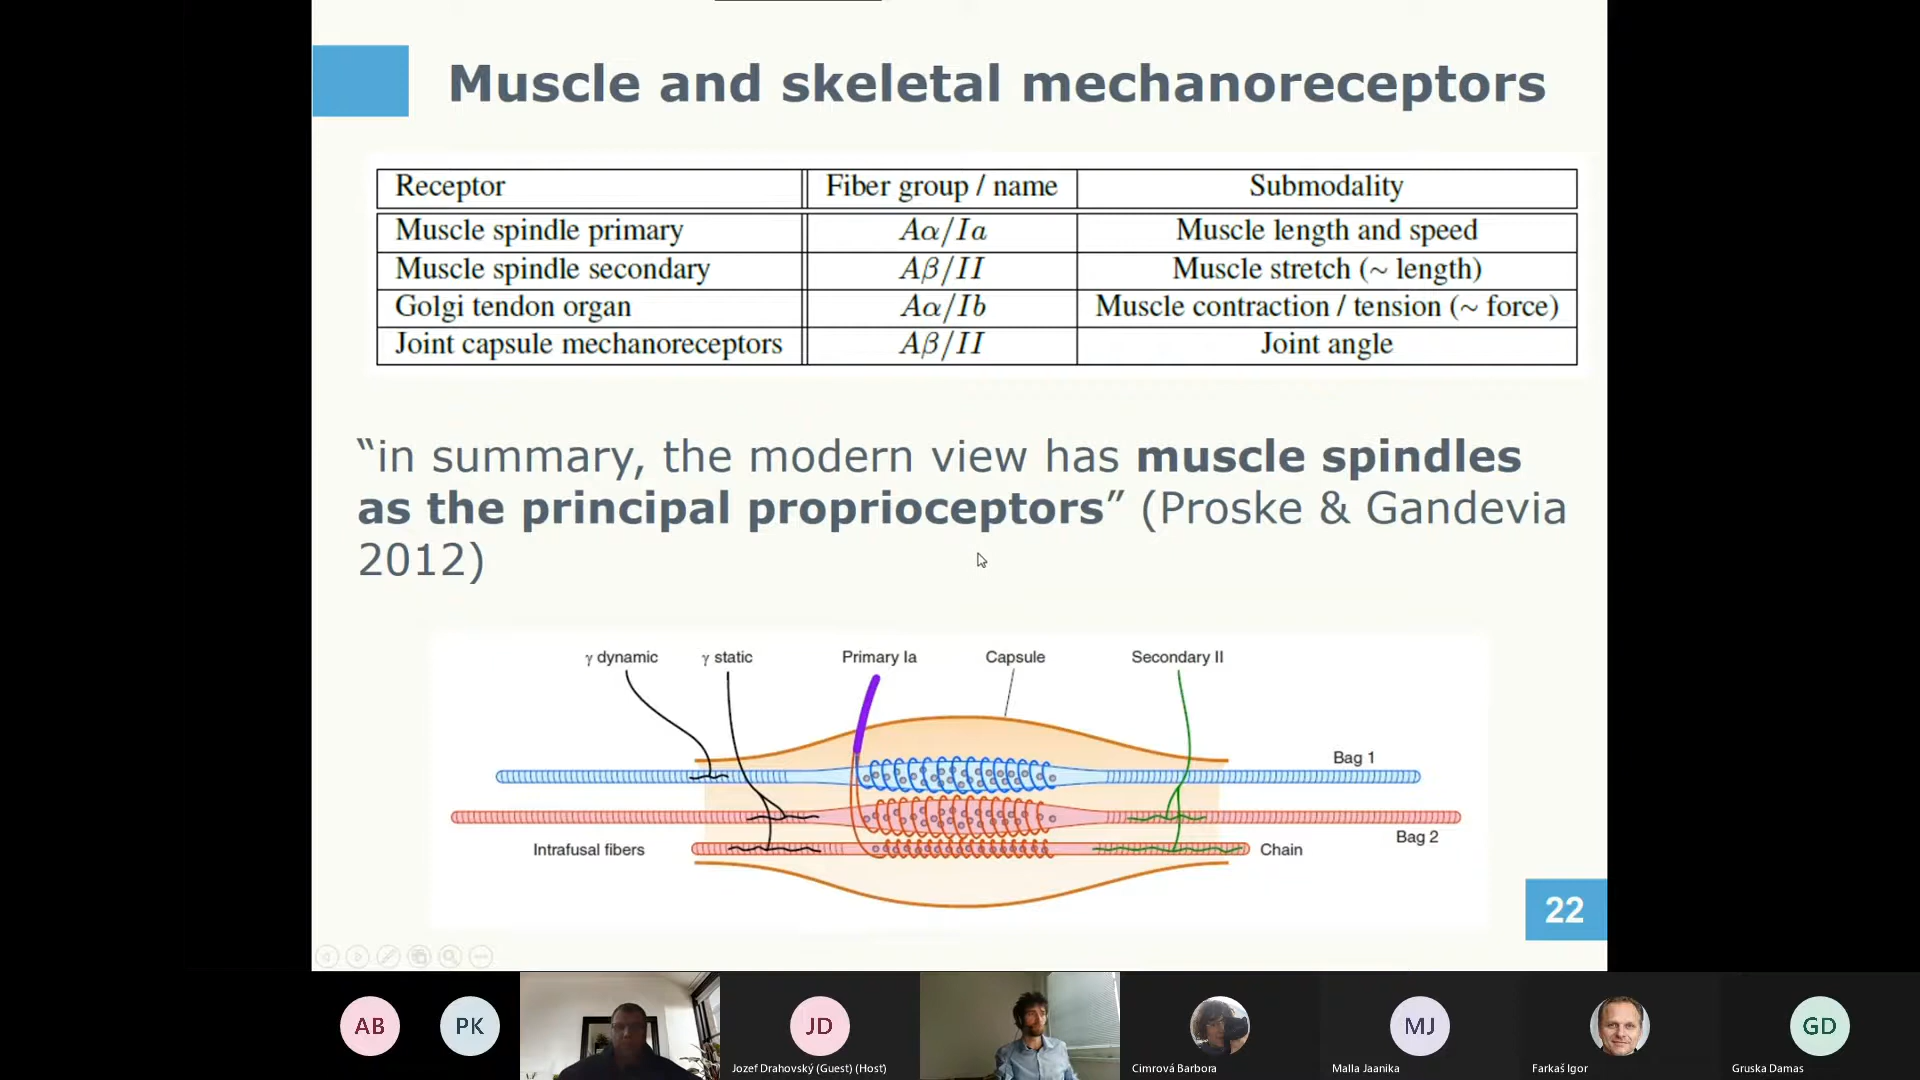 Muscle and skeletal mechanoreceptors
Receptor Fiber group / name Submodality
Muscle spindle primary Aα/Ia Muscle length and speed
Muscle spindle secondary Aβ/II Muscle stretch (~ length)
Golgi tendon organ Aα/Ib Muscle contraction / tension (~ force)
Joint capsule mechanoreceptors Aβ/II Joint angle
“in summary, the modern view has muscle spindles
as the principal proprioceptors” (Proske & Gandevia
2012)
γ dynamic γ static Primary Ia Capsule Secondary II
Bag 1
Bag 2
Intrafusal fibers Chain
22
AB PK JD MJ GD
Jozef Drahovský (Guest) (Host) Cimrová Barbora Malla Jaanika Farkaš Igor Gruska Damas